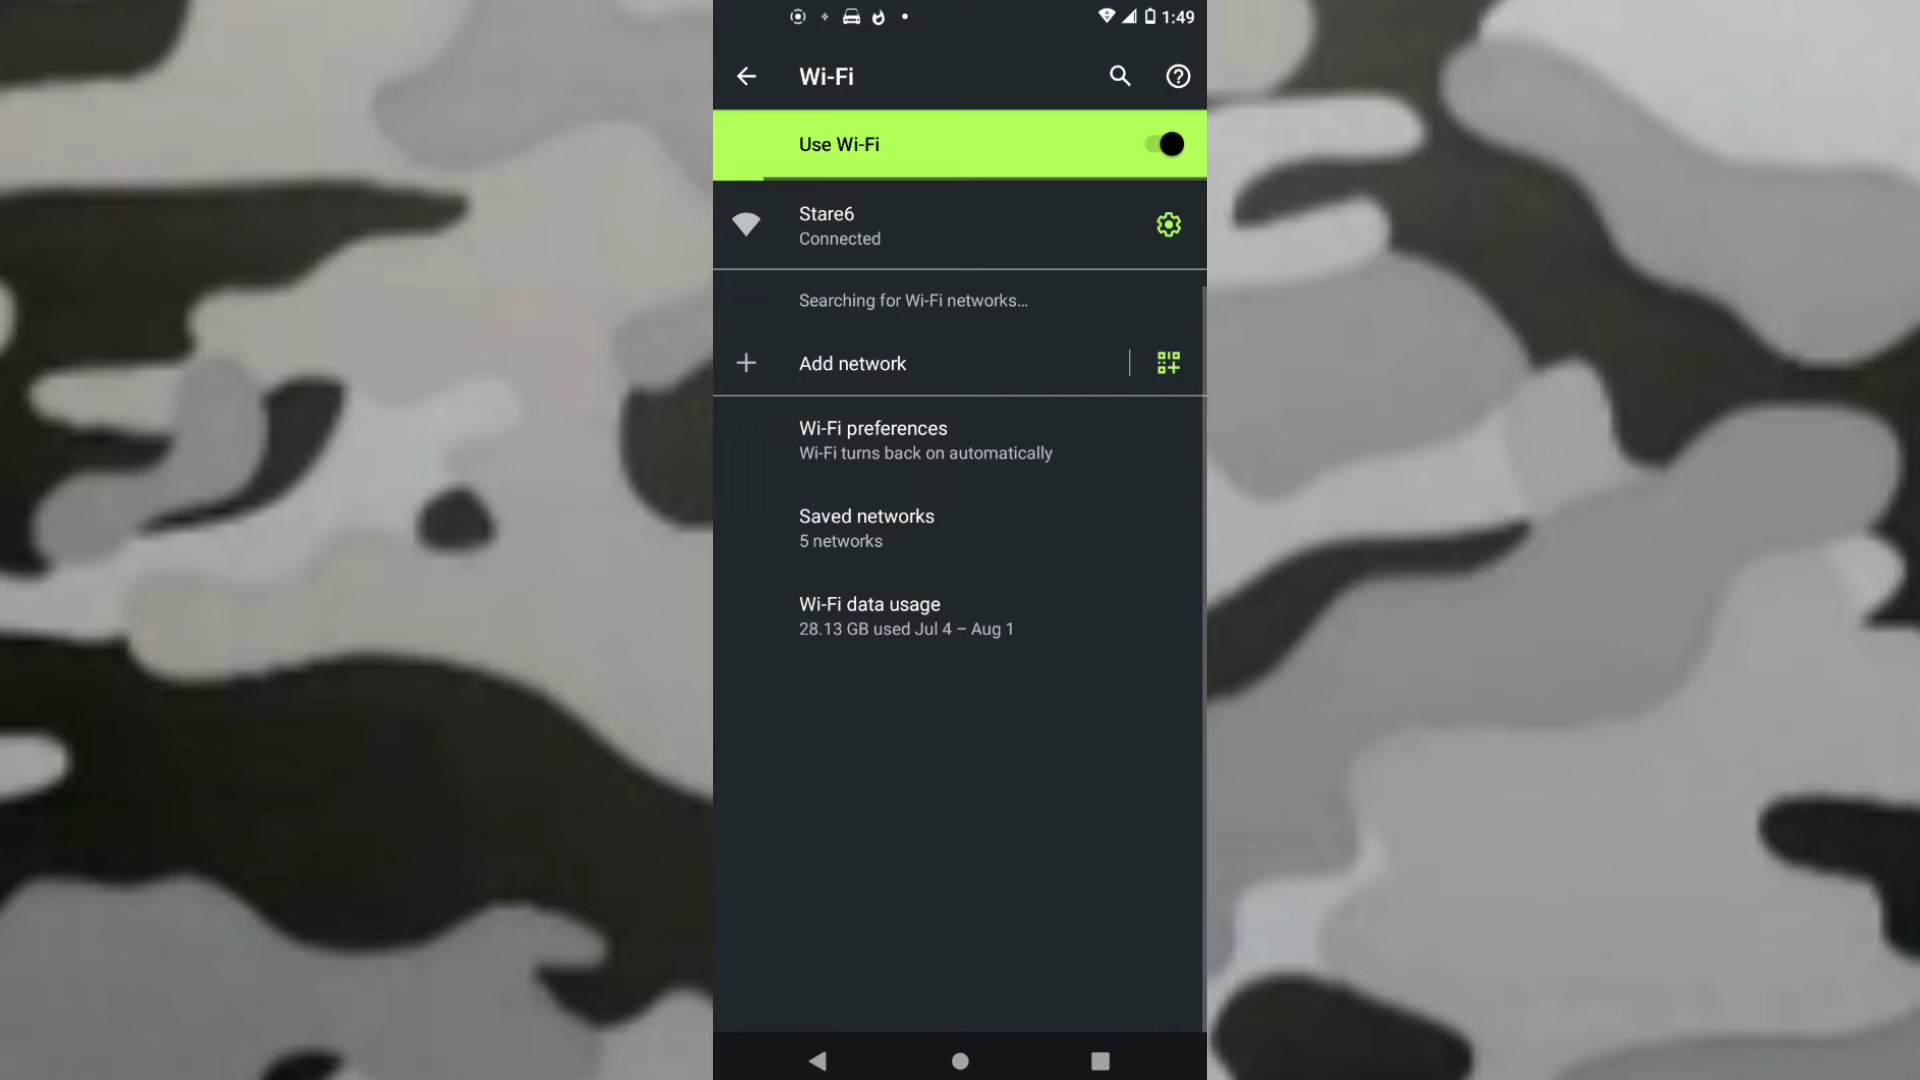 1:49
Wi-Fi
Use Wi-Fi
Stare6
Connected
Searching for Wi-Fi networks…
Add network
Wi-Fi preferences
Wi-Fi turns back on automatically
Saved networks
5 networks
Wi-Fi data usage
28.13 GB used Jul 4 – Aug 1